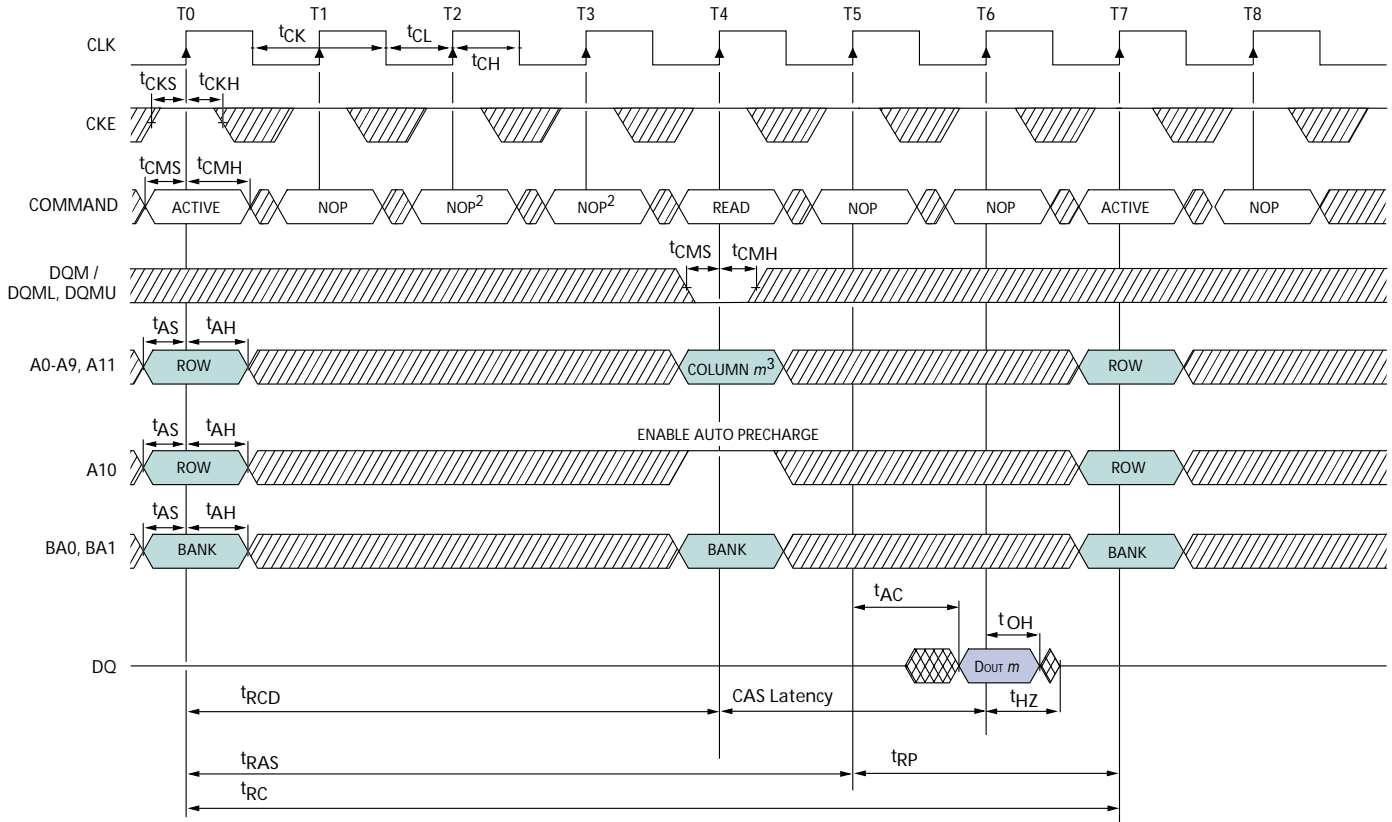 T0 T1 T2 T3 T4 T5 T6 T7 T8
CLK
tCK tCL
tCH
tCKS tCKH
CKE
tCMS tCMH
COMMAND ACTIVE NOP NOP2 NOP2 READ NOP NOP ACTIVE NOP
tCMS tCMH
DQM /
DQML, DQMU
tAS tAH
A0-A9, A11 ROW COLUMN m3 ROW
tAS tAH
ENABLE AUTO PRECHARGE
A10 ROW ROW
tAS tAH
BA0, BA1 BANK BANK BANK
tAC
tOH
DQ DOUT m
tRCD CAS Latency tHZ
tRAS tRP
tRC